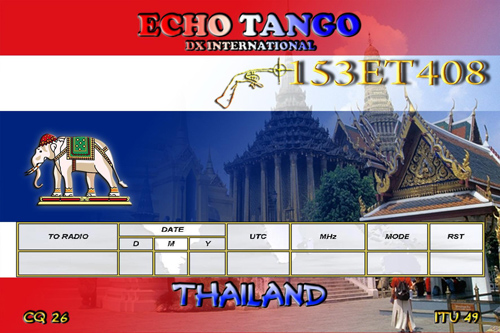 ECHO TANGO
DX INTERNATIONAL
153ET408
TO RADIO DATE UTC MHz MODE RST
D M Y
THAILAND
CQ 26 ITU 49